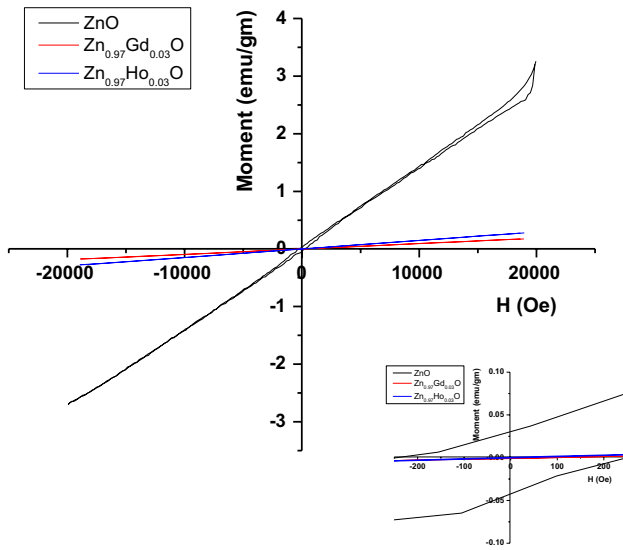 ZnO
Zn0.97Gd0.03O
Zn0.97Ho0.03O
Moment (emu/gm)
4
3
2
1
0
-1
-2
-3
-20000 -10000 0 10000 20000
H (Oe)
ZnO
Zn0.97Gd0.03O
Zn0.97Ho0.03O
Moment (emu/gm)
0.10
0.05
0.00
-0.05
-0.10
-200 -100 0 100 200
H (Oe)